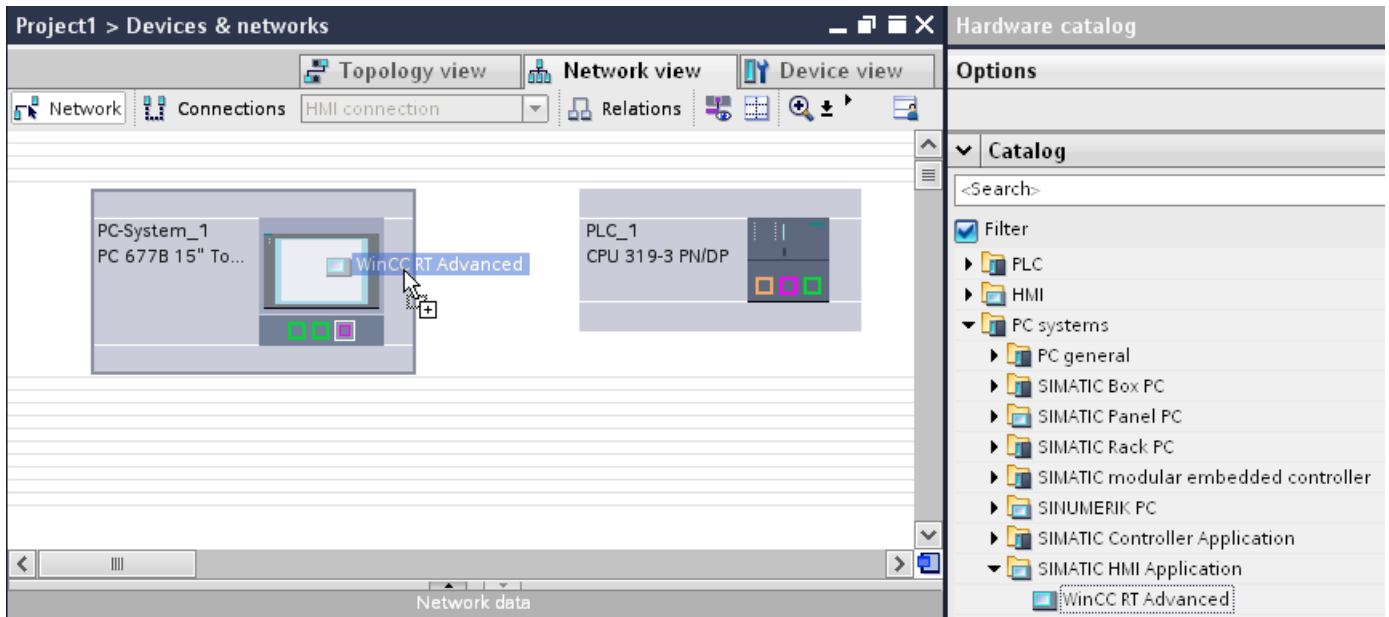 Project1 > Devices & networks
Topology view
Network view
Device view
Network
Connections
HMI connection
Relations
PC-System_1
PC 677B 15" To...
WinCC RT Advanced
PLC_1
CPU 319-3 PN/DP
Network data
Hardware catalog
Options
Catalog
<Search>
Filter
PLC
HMI
PC systems
PC general
SIMATIC Box PC
SIMATIC Panel PC
SIMATIC Rack PC
SIMATIC modular embedded controller
SINUMERIK PC
SIMATIC Controller Application
SIMATIC HMI Application
WinCC RT Advanced